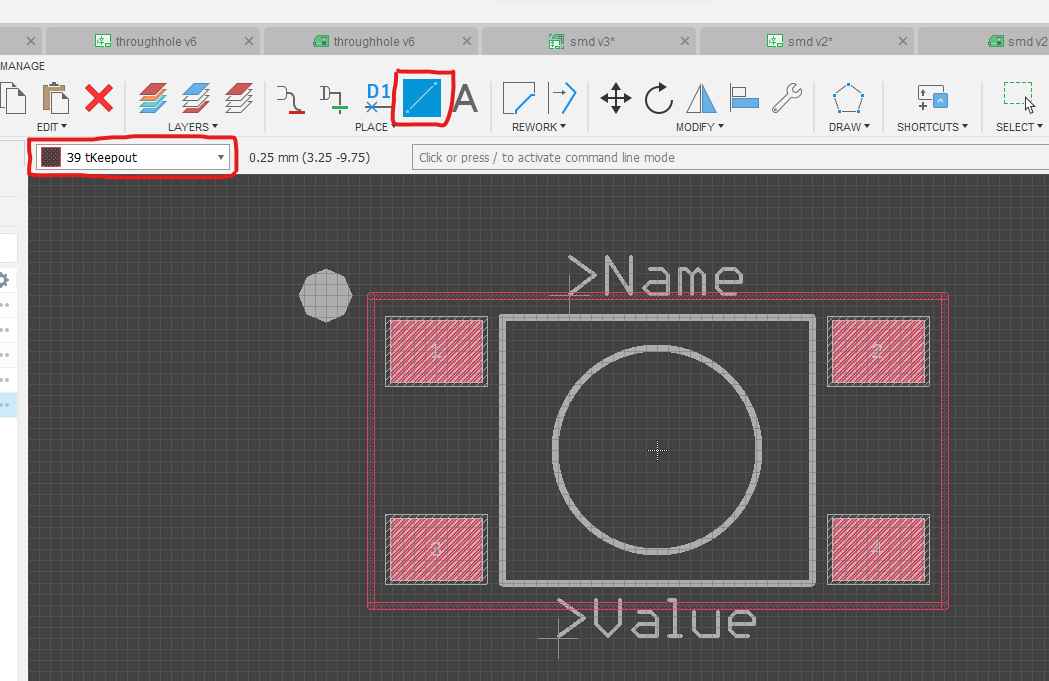 throughhole v6
throughhole v6
smd v3*
smd v2*
smd v2
MANAGE
D1
A
EDIT
LAYERS
PLACE
REWORK
MODIFY
DRAW
SHORTCUTS
SELECT
39 tKeepout
0.25 mm (3.25 -9.75)
Click or press / to activate command line mode
>Name
1
2
3
4
>Value